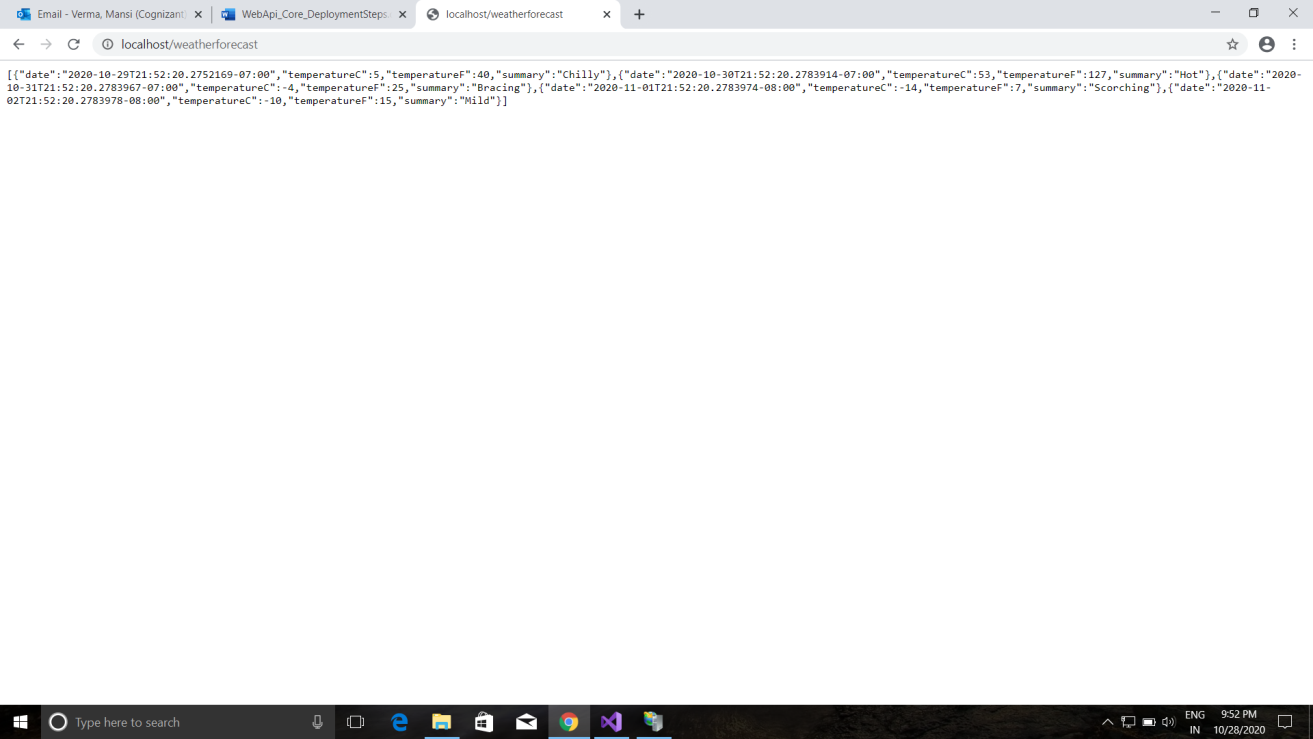 Email - Verma, Mansi (Cognizant)
WebApi_Core_DeploymentSteps.
localhost/weatherforecast
localhost/weatherforecast
[{"date":"2020-10-29T21:52:20.2752169-07:00","temperatureC":5,"temperatureF":40,"summary":"Chilly"},{"date":"2020-10-30T21:52:20.2783914-07:00","temperatureC":53,"temperatureF":127,"summary":"Hot"},{"date":"2020-
10-31T21:52:20.2783967-07:00","temperatureC":-4,"temperatureF":25,"summary":"Bracing"},{"date":"2020-11-01T21:52:20.2783974-08:00","temperatureC":-14,"temperatureF":7,"summary":"Scorching"},{"date":"2020-11-
02T21:52:20.2783978-08:00","temperatureC":-10,"temperatureF":15,"summary":"Mild"}]
Type here to search
ENG
IN
9:52 PM
10/28/2020